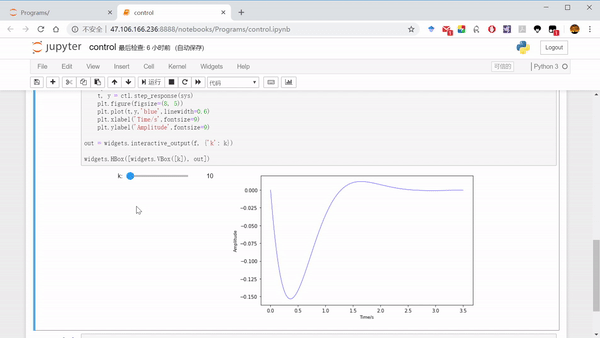 Programs/
control
不安全 | 47.106.166.236:8888/notebooks/Programs/control.ipynb
jupyter control 最后检查: 6 小时前 (自动保存)
Logout
File Edit View Insert Cell Kernel Widgets Help
可信的
Python 3
运行
代码
t, y = ctl.step_response(sys)
plt.figure(figsize=(8, 5))
plt.plot(t,y,'blue',linewidth=0.6)
plt.xlabel('Time/s',fontsize=9)
plt.ylabel('Amplitude',fontsize=9)
out = widgets.interactive_output(f, {'k': k})
widgets.HBox([widgets.VBox([k]), out])
k:
10
0.000
−0.025
−0.050
−0.075
−0.100
−0.125
−0.150
Amplitude
0.0 0.5 1.0 1.5 2.0 2.5 3.0 3.5
Time/s